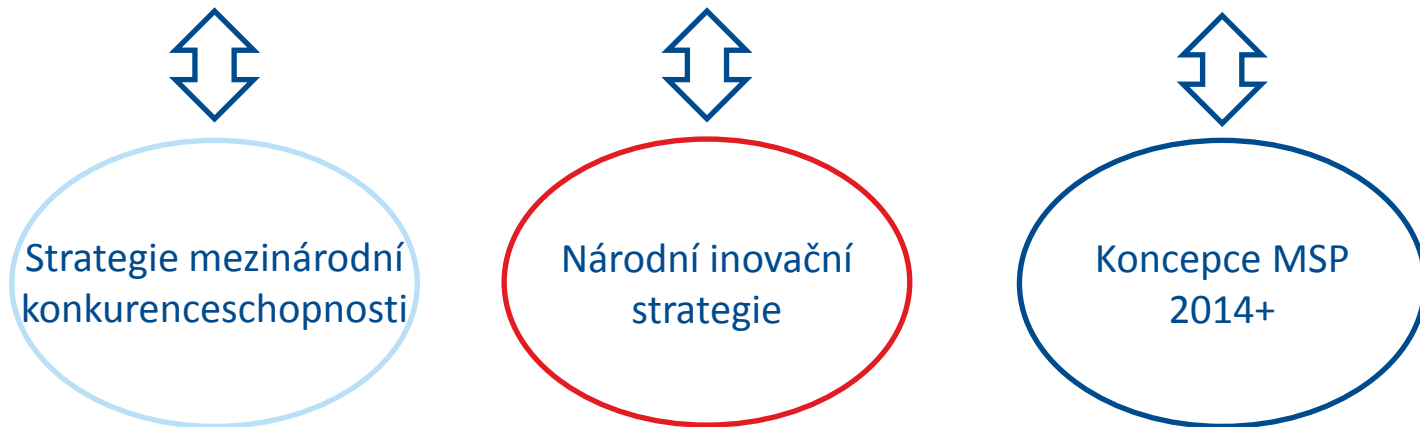 Strategie mezinárodní
konkurenceschopnosti
Národní inovační
strategie
Koncepce MSP
2014+